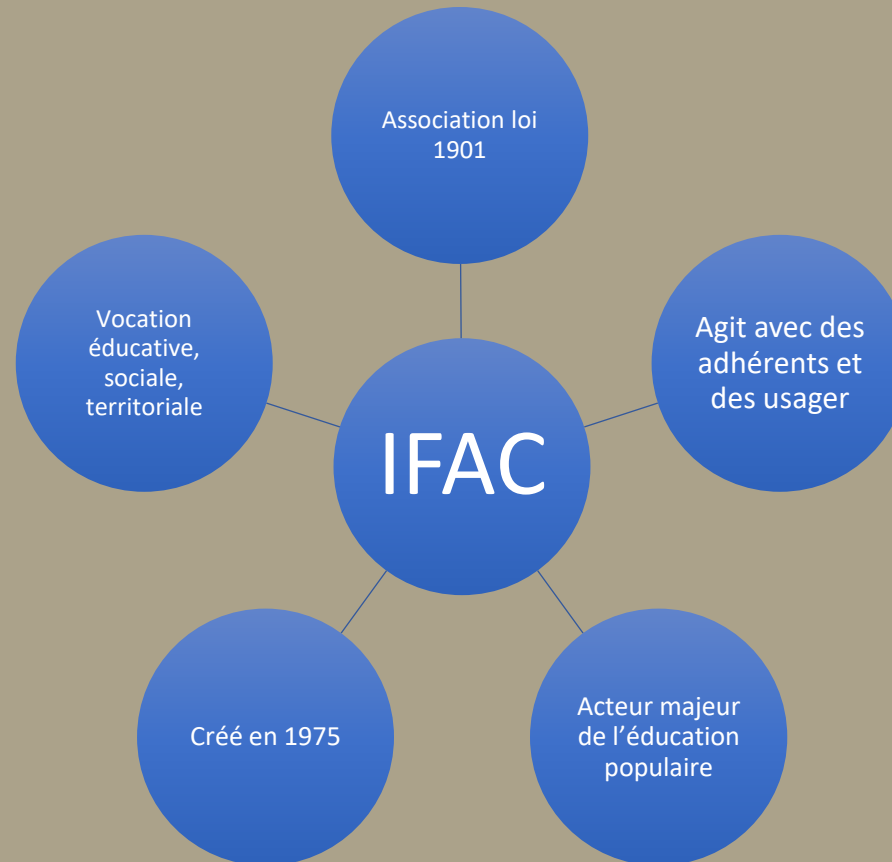 Association loi
1901
Agit avec des
adhérents et
des usager
Acteur majeur
de l’éducation
populaire
Créé en 1975
Vocation
éducative,
sociale,
territoriale
IFAC